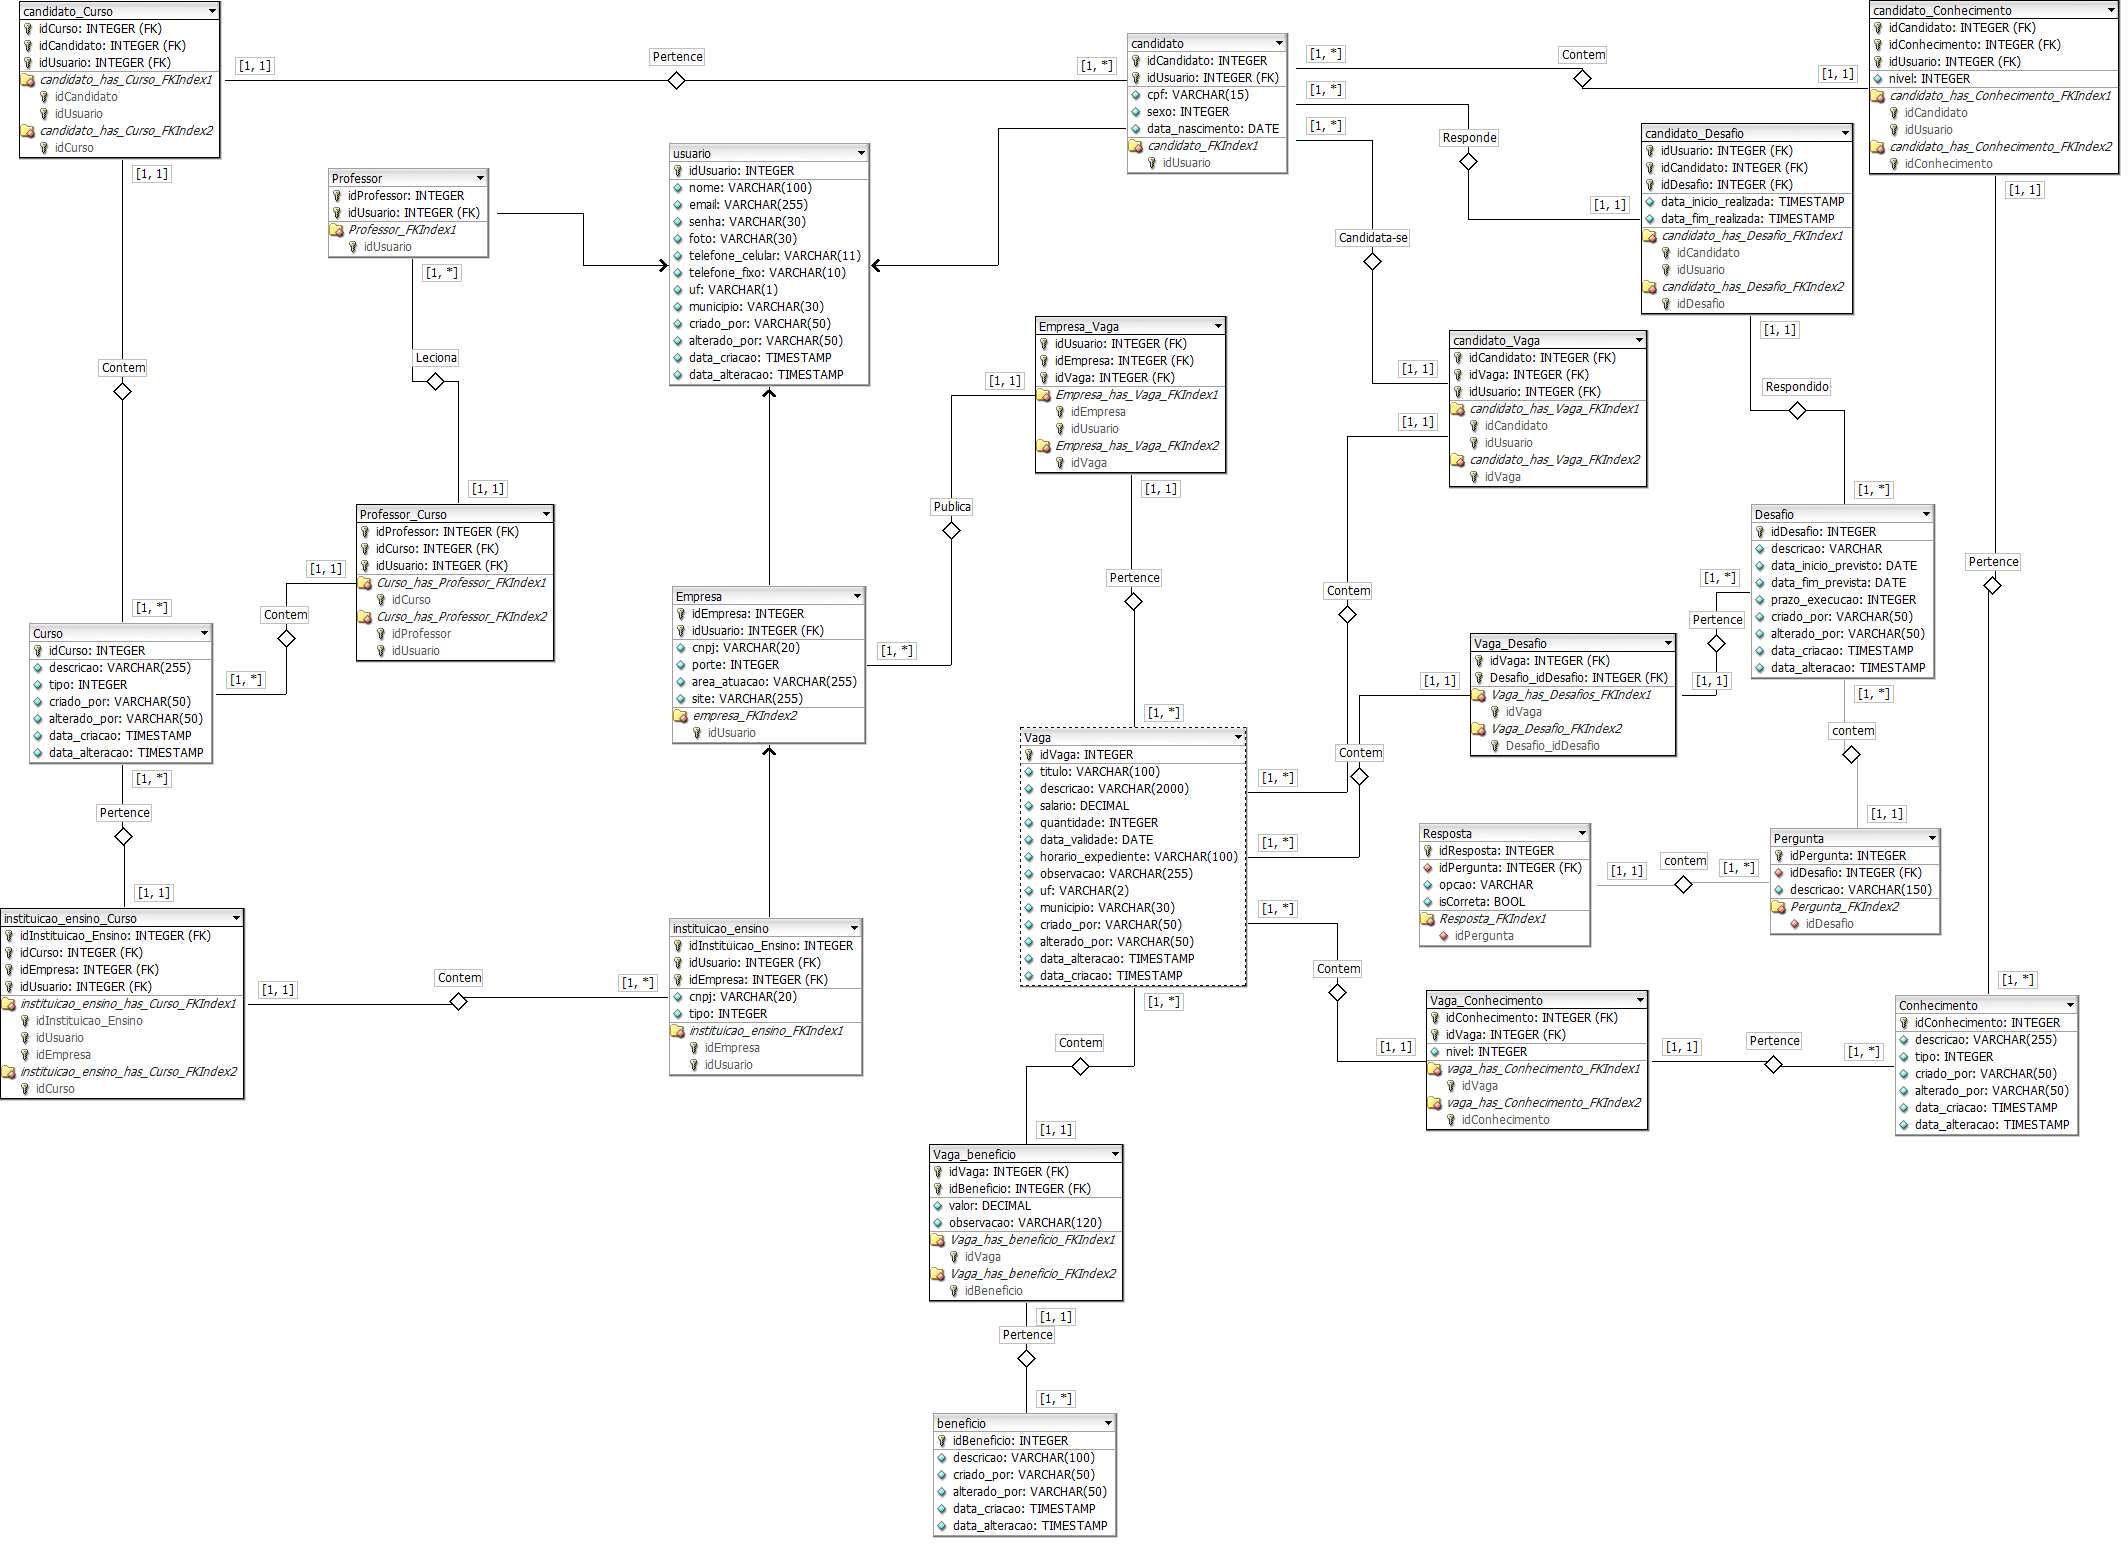 candidato_Curso
idCurso: INTEGER (FK)
idCandidato: INTEGER (FK)
idUsuario: INTEGER (FK)
candidato_has_Curso_FKIndex1
idCandidato
idUsuario
candidato_has_Curso_FKIndex2
idCurso
[1, 1]
Pertence
[1, *]
candidato
idCandidato: INTEGER
idUsuario: INTEGER (FK)
cpf: VARCHAR(15)
sexo: INTEGER
data_nascimento: DATE
candidato_FKIndex1
idUsuario
[1, *]
Contem
[1, 1]
candidato_Conhecimento
idCandidato: INTEGER (FK)
idConhecimento: INTEGER (FK)
idUsuario: INTEGER (FK)
nivel: INTEGER
candidato_has_Conhecimento_FKIndex1
idCandidato
idUsuario
candidato_has_Conhecimento_FKIndex2
idConhecimento
[1, 1]
[1, *]
Responde
[1, 1]
candidato_Desafio
idUsuario: INTEGER (FK)
idCandidato: INTEGER (FK)
idDesafio: INTEGER (FK)
data_inicio_realizada: TIMESTAMP
data_fim_realizada: TIMESTAMP
candidato_has_Desafio_FKIndex1
idCandidato
idUsuario
candidato_has_Desafio_FKIndex2
idDesafio
[1, 1]
[1, *]
Candidata-se
[1, 1]
[1, 1]
Professor
idProfessor: INTEGER
idUsuario: INTEGER (FK)
Professor_FKIndex1
idUsuario
[1, *]
usuario
idUsuario: INTEGER
nome: VARCHAR(100)
email: VARCHAR(255)
senha: VARCHAR(30)
foto: VARCHAR(30)
telefone_celular: VARCHAR(11)
telefone_fixo: VARCHAR(10)
uf: VARCHAR(1)
municipio: VARCHAR(30)
criado_por: VARCHAR(50)
alterado_por: VARCHAR(50)
data_criacao: TIMESTAMP
data_alteracao: TIMESTAMP
Empresa_Vaga
idUsuario: INTEGER (FK)
idEmpresa: INTEGER (FK)
idVaga: INTEGER (FK)
Empresa_has_Vaga_FKIndex1
idEmpresa
idUsuario
Empresa_has_Vaga_FKIndex2
idVaga
[1, 1]
[1, 1]
candidato_Vaga
idCandidato: INTEGER (FK)
idVaga: INTEGER (FK)
idUsuario: INTEGER (FK)
candidato_has_Vaga_FKIndex1
idCandidato
idUsuario
candidato_has_Vaga_FKIndex2
idVaga
[1, 1]
Contem
Leciona
[1, 1]
Respondido
[1, *]
Professor_Curso
idProfessor: INTEGER (FK)
idCurso: INTEGER (FK)
idUsuario: INTEGER (FK)
Curso_has_Professor_FKIndex1
idCurso
Curso_has_Professor_FKIndex2
idProfessor
idUsuario
[1, 1]
Contem
[1, *]
Publica
[1, *]
Pertence
[1, *]
Contem
[1, *]
Desafio
idDesafio: INTEGER
descricao: VARCHAR
data_inicio_previsto: DATE
data_fim_prevista: DATE
prazo_execucao: INTEGER
criado_por: VARCHAR(50)
alterado_por: VARCHAR(50)
data_criacao: TIMESTAMP
data_alteracao: TIMESTAMP
[1, *]
Pertence
[1, 1]
Pertence
[1, *]
Curso
idCurso: INTEGER
descricao: VARCHAR(255)
tipo: INTEGER
criado_por: VARCHAR(50)
alterado_por: VARCHAR(50)
data_criacao: TIMESTAMP
data_alteracao: TIMESTAMP
[1, *]
Pertence
[1, 1]
Empresa
idEmpresa: INTEGER
idUsuario: INTEGER (FK)
cnpj: VARCHAR(20)
porte: INTEGER
area_atuacao: VARCHAR(255)
site: VARCHAR(255)
empresa_FKIndex2
idUsuario
Vaga_Desafio
idVaga: INTEGER (FK)
Desafio_idDesafio: INTEGER (FK)
Vaga_has_Desafios_FKIndex1
idVaga
Vaga_Desafio_FKIndex2
Desafio_idDesafio
[1, 1]
Contem
[1, *]
Vaga
idVaga: INTEGER
titulo: VARCHAR(100)
descricao: VARCHAR(2000)
salario: DECIMAL
quantidade: INTEGER
data_validade: DATE
horario_expediente: VARCHAR(100)
observacao: VARCHAR(255)
uf: VARCHAR(2)
municipio: VARCHAR(30)
criado_por: VARCHAR(50)
alterado_por: VARCHAR(50)
data_alteracao: TIMESTAMP
data_criacao: TIMESTAMP
[1, *]
[1, *]
contem
[1, 1]
Resposta
idResposta: INTEGER
idPergunta: INTEGER (FK)
opcao: VARCHAR
isCorreta: BOOL
Resposta_FKIndex1
idPergunta
[1, 1]
contem
[1, *]
Pergunta
idPergunta: INTEGER
idDesafio: INTEGER (FK)
descricao: VARCHAR(150)
Pergunta_FKIndex2
idDesafio
instituicao_ensino_Curso
idInstituicao_Ensino: INTEGER (FK)
idCurso: INTEGER (FK)
idEmpresa: INTEGER (FK)
idUsuario: INTEGER (FK)
instituicao_ensino_has_Curso_FKIndex1
idInstituicao_Ensino
idUsuario
idEmpresa
instituicao_ensino_has_Curso_FKIndex2
idCurso
[1, 1]
Contem
[1, *]
instituicao_ensino
idInstituicao_Ensino: INTEGER
idUsuario: INTEGER (FK)
idEmpresa: INTEGER (FK)
cnpj: VARCHAR(20)
tipo: INTEGER
instituicao_ensino_FKIndex1
idEmpresa
idUsuario
Contem
[1, 1]
Contem
[1, 1]
Vaga_Conhecimento
idConhecimento: INTEGER (FK)
idVaga: INTEGER (FK)
nivel: INTEGER
vaga_has_Conhecimento_FKIndex1
idVaga
vaga_has_Conhecimento_FKIndex2
idConhecimento
[1, 1]
Pertence
[1, *]
Conhecimento
idConhecimento: INTEGER
descricao: VARCHAR(255)
tipo: INTEGER
criado_por: VARCHAR(50)
alterado_por: VARCHAR(50)
data_criacao: TIMESTAMP
data_alteracao: TIMESTAMP
Vaga_beneficio
idVaga: INTEGER (FK)
idBeneficio: INTEGER (FK)
valor: DECIMAL
observacao: VARCHAR(120)
Vaga_has_beneficio_FKIndex1
idVaga
Vaga_has_beneficio_FKIndex2
idBeneficio
[1, 1]
Pertence
[1, *]
beneficio
idBeneficio: INTEGER
descricao: VARCHAR(100)
criado_por: VARCHAR(50)
alterado_por: VARCHAR(50)
data_criacao: TIMESTAMP
data_alteracao: TIMESTAMP